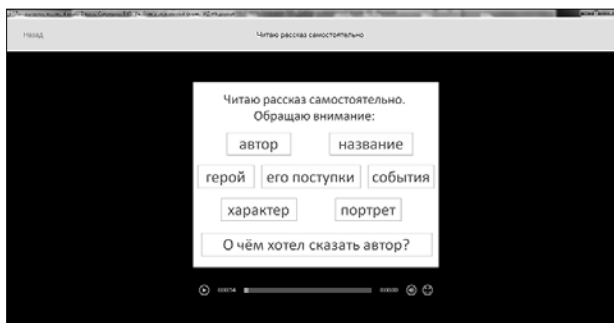 Назад
Читаю рассказ самостоятельно
Читаю рассказ самостоятельно.
Обращаю внимание:
автор название
герой его поступки события
характер портрет
О чём хотел сказать автор?